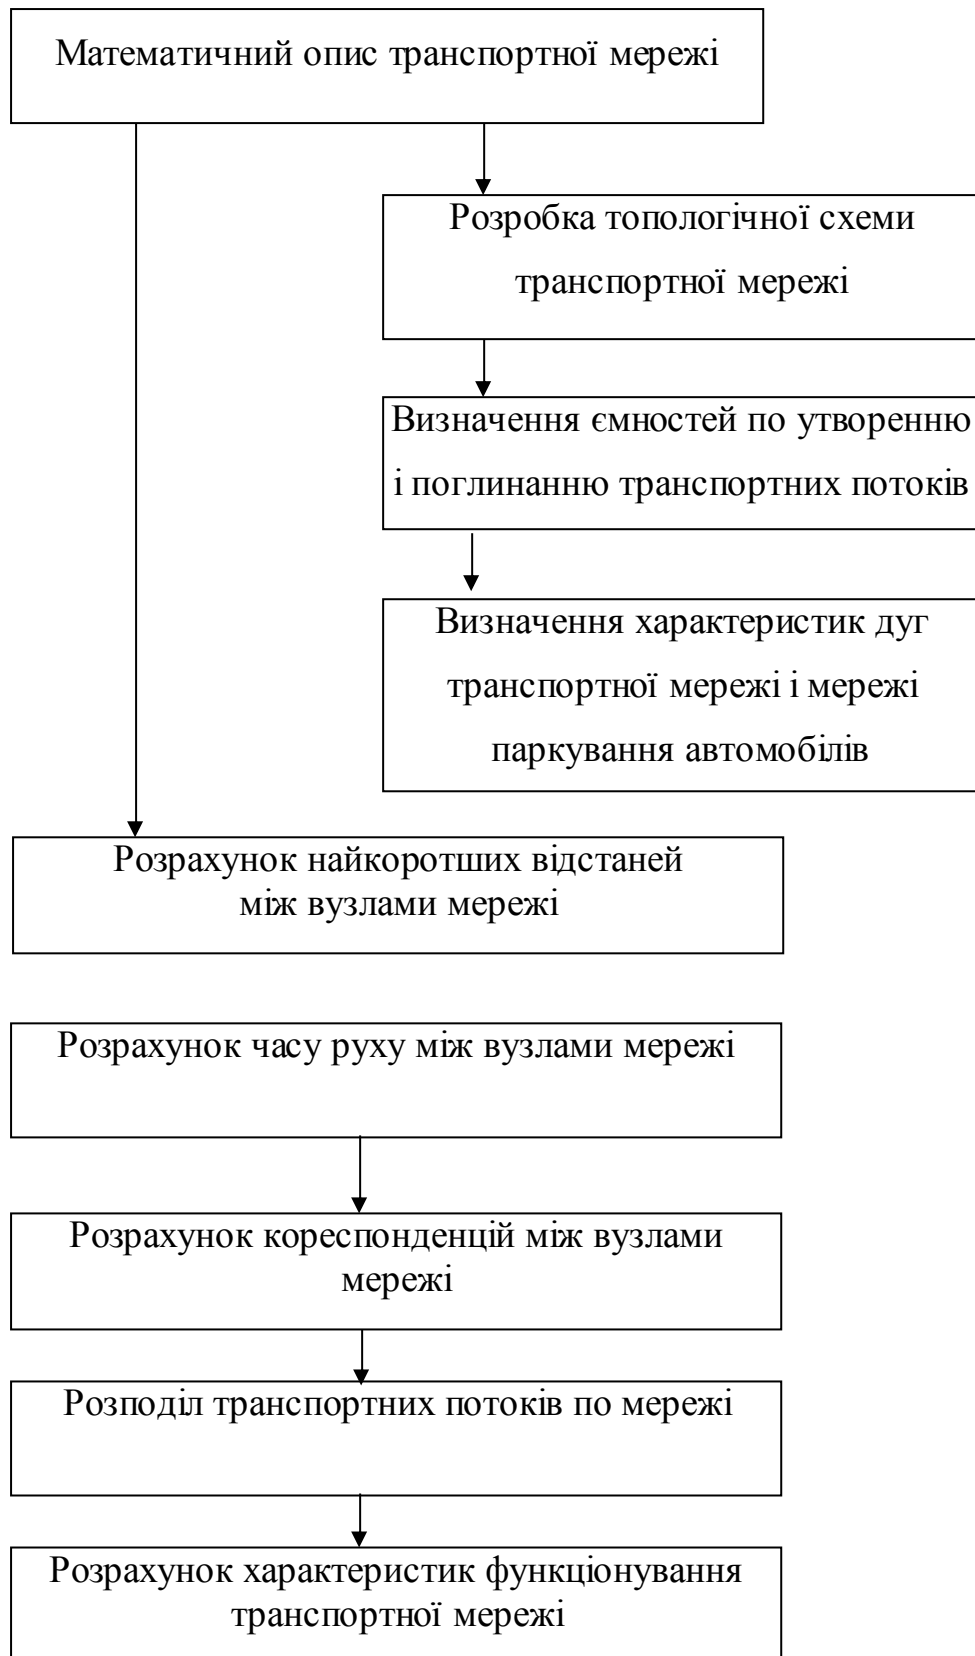 Математичний опис транспортної мережі
Розробка топологічної схеми
транспортної мережі
Визначення ємностей по утворенню
і поглинанню транспортних потоків
Визначення характеристик дуг
транспортної мережі і мережі
паркування автомобілів
Розрахунок найкоротших відстаней
між вузлами мережі
Розрахунок часу руху між вузлами мережі
Розрахунок кореспонденцій між вузлами
мережі
Розподіл транспортних потоків по мережі
Розрахунок характеристик функціонування
транспортної мережі